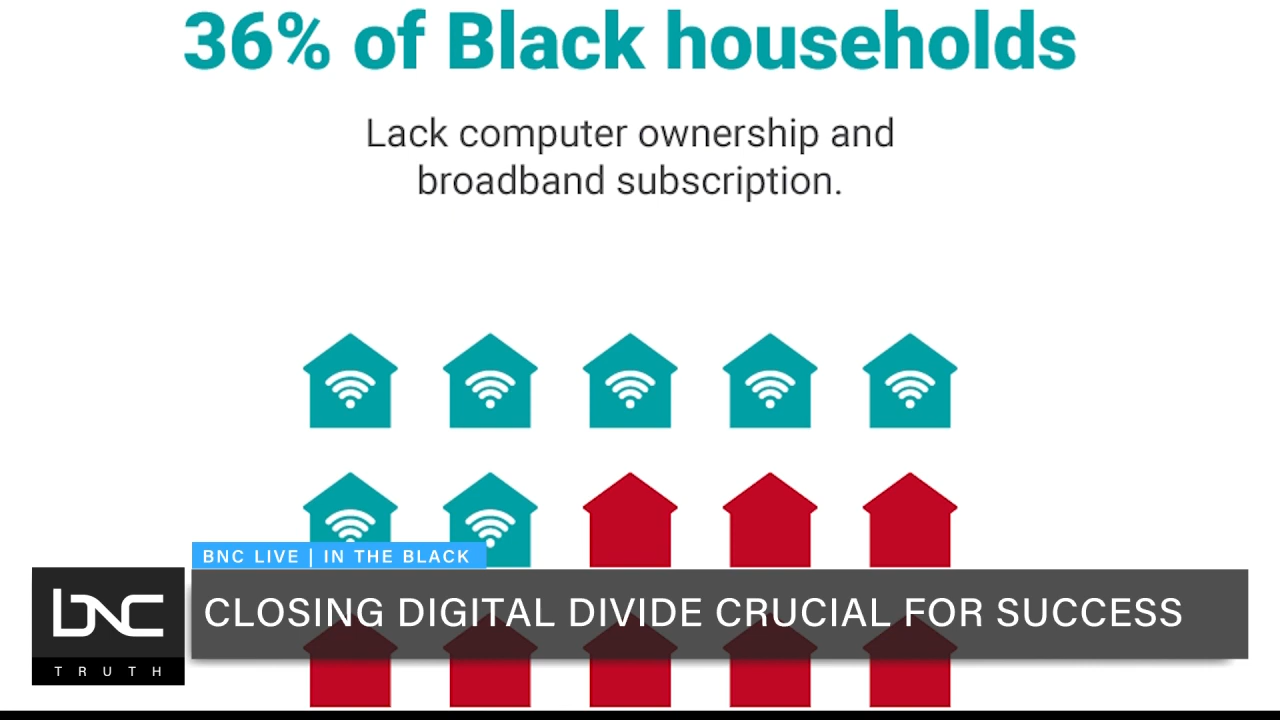 36% of Black households
Lack computer ownership and
broadband subscription.
BNC LIVE | IN THE BLACK
CLOSING DIGITAL DIVIDE CRUCIAL FOR SUCCESS
bnc
TRUTH